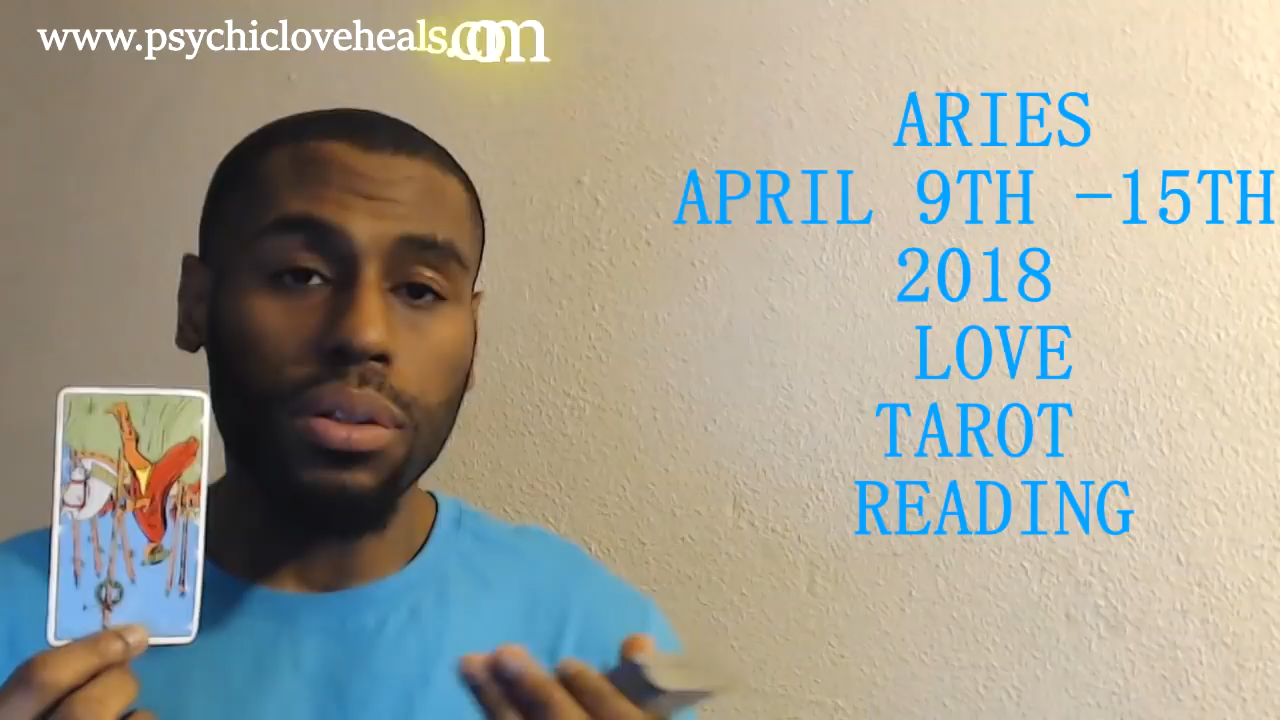 www.psychicloveheals.com
ARIES
APRIL 9TH -15TH
2018
LOVE
TAROT
READING